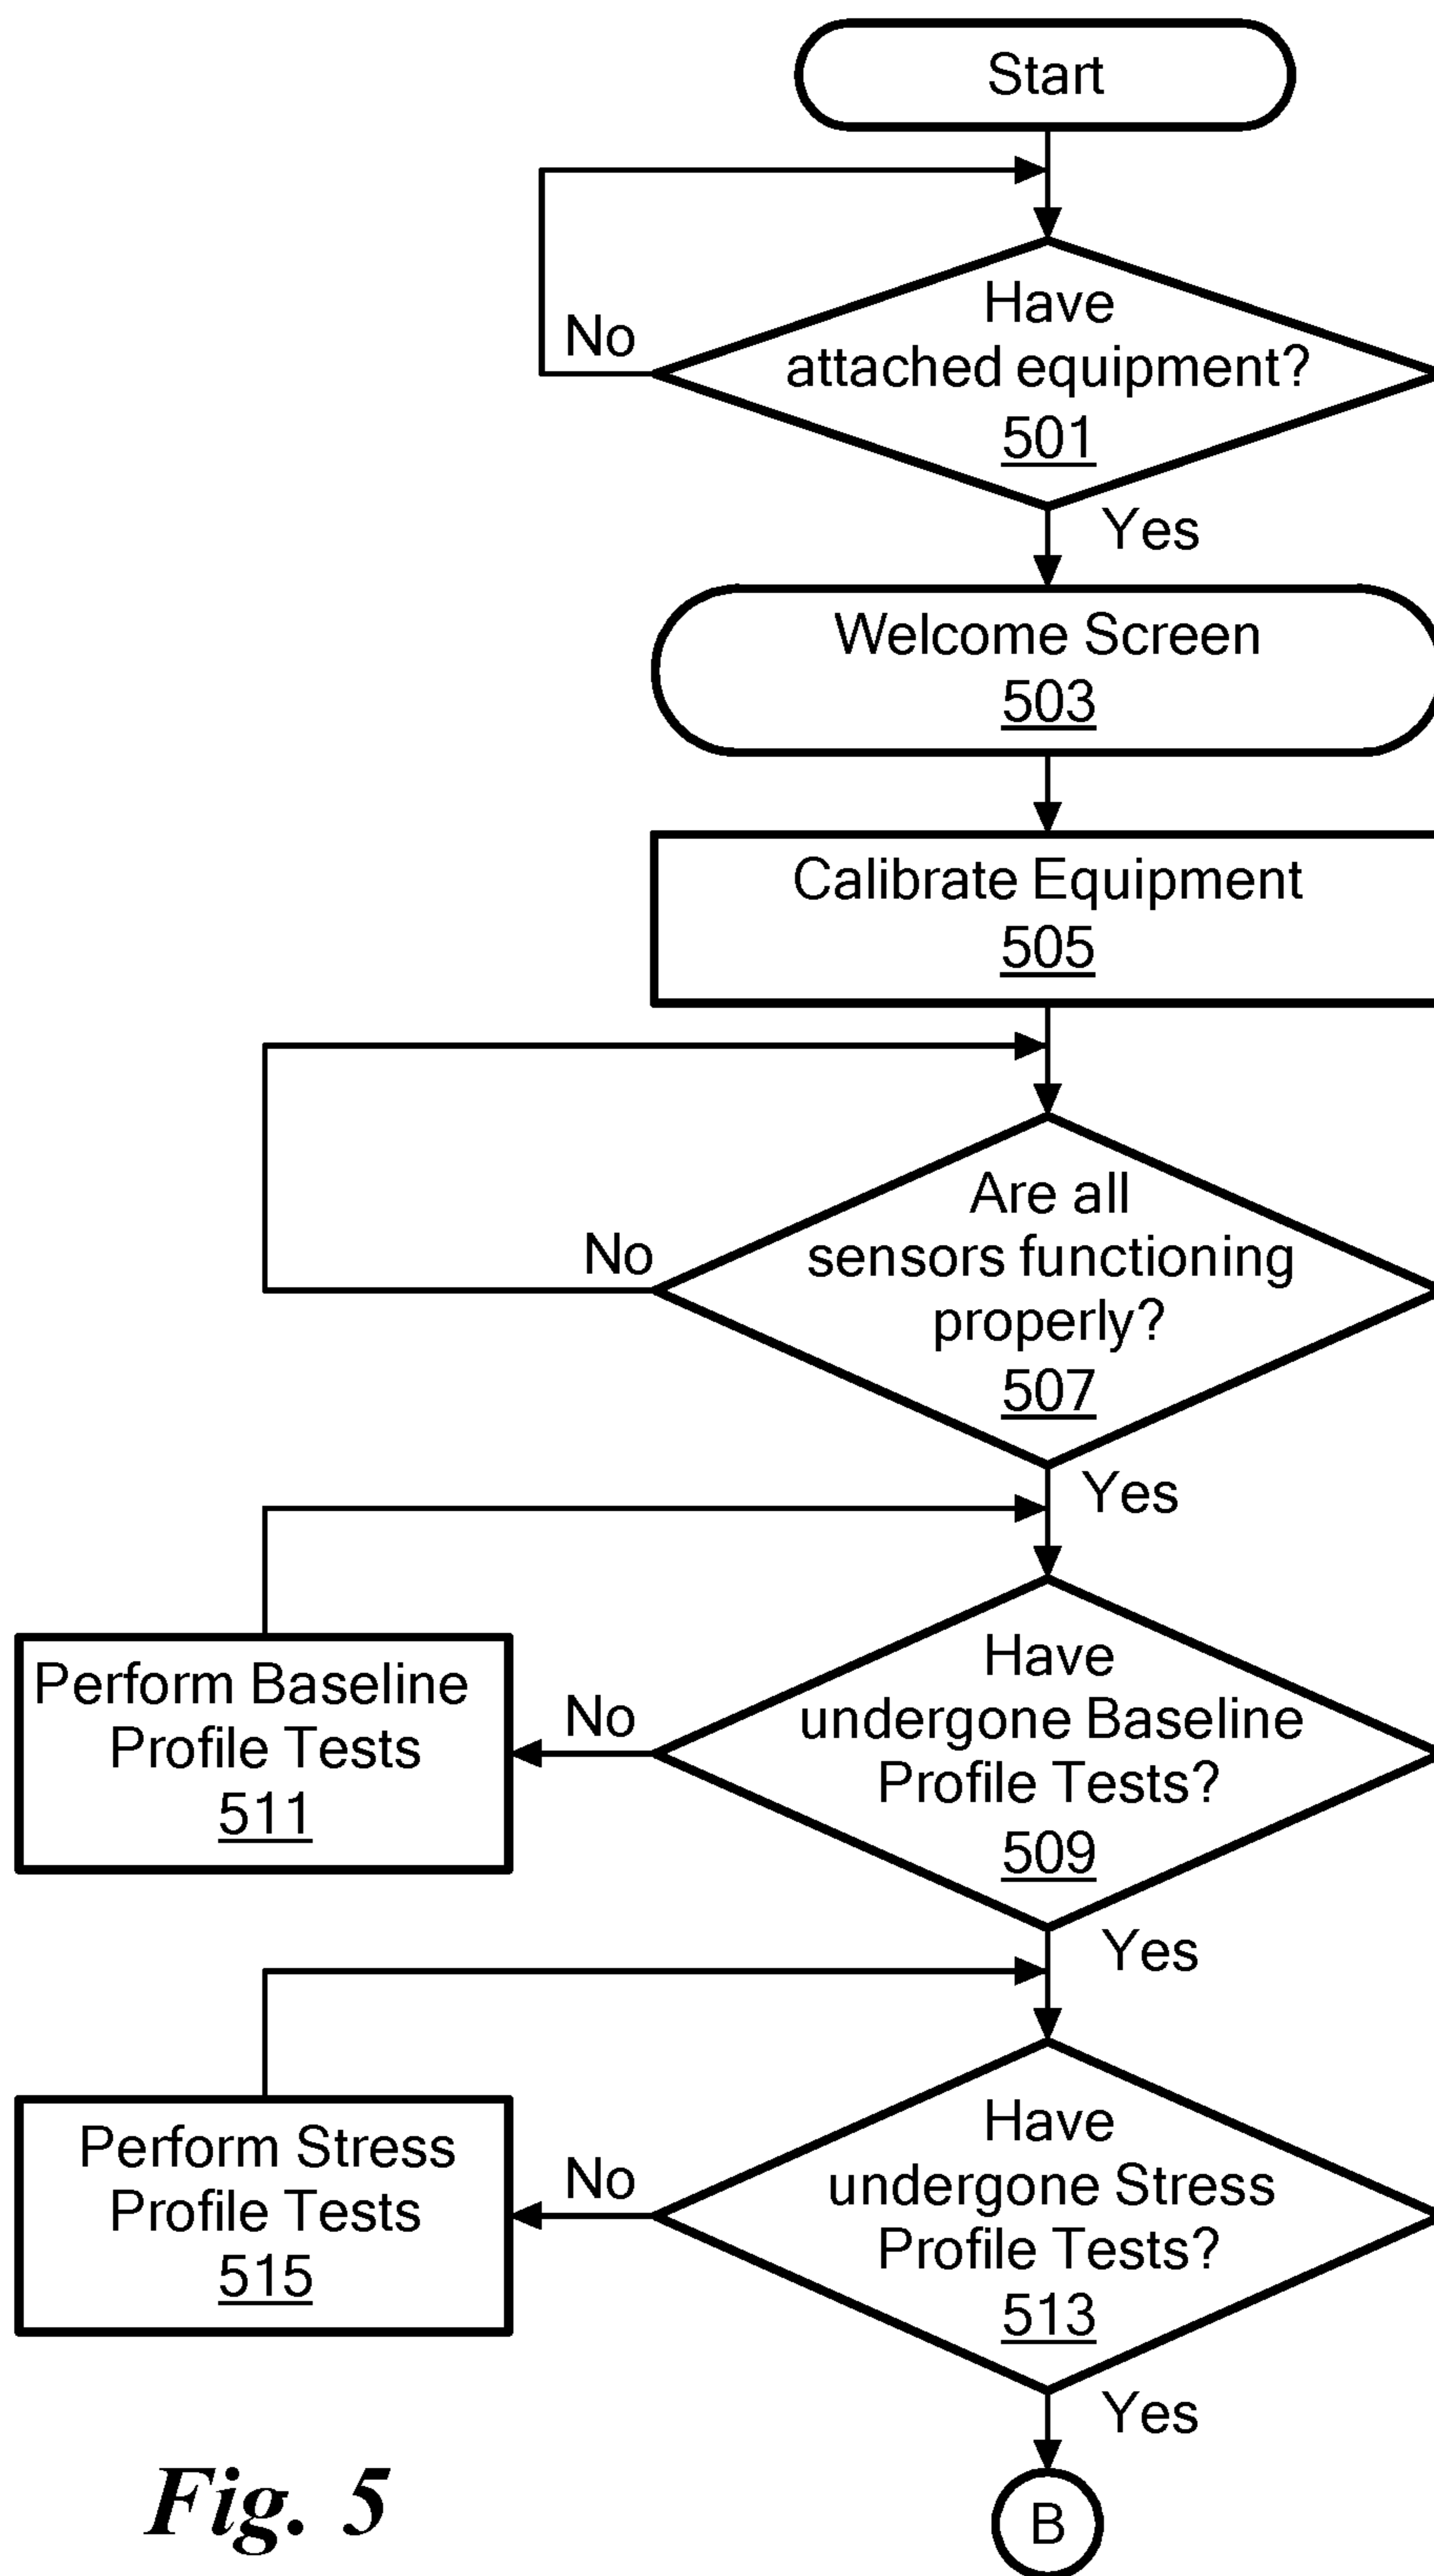 Start
No
Have
attached equipment?
501
Yes
Welcome Screen
503
Calibrate Equipment
505
No
Are all
sensors functioning
properly?
507
Yes
Perform Baseline
Profile Tests
511
No
Have
undergone Baseline
Profile Tests?
509
Yes
Perform Stress
Profile Tests
515
No
Have
undergone Stress
Profile Tests?
513
Yes
B
Fig. 5